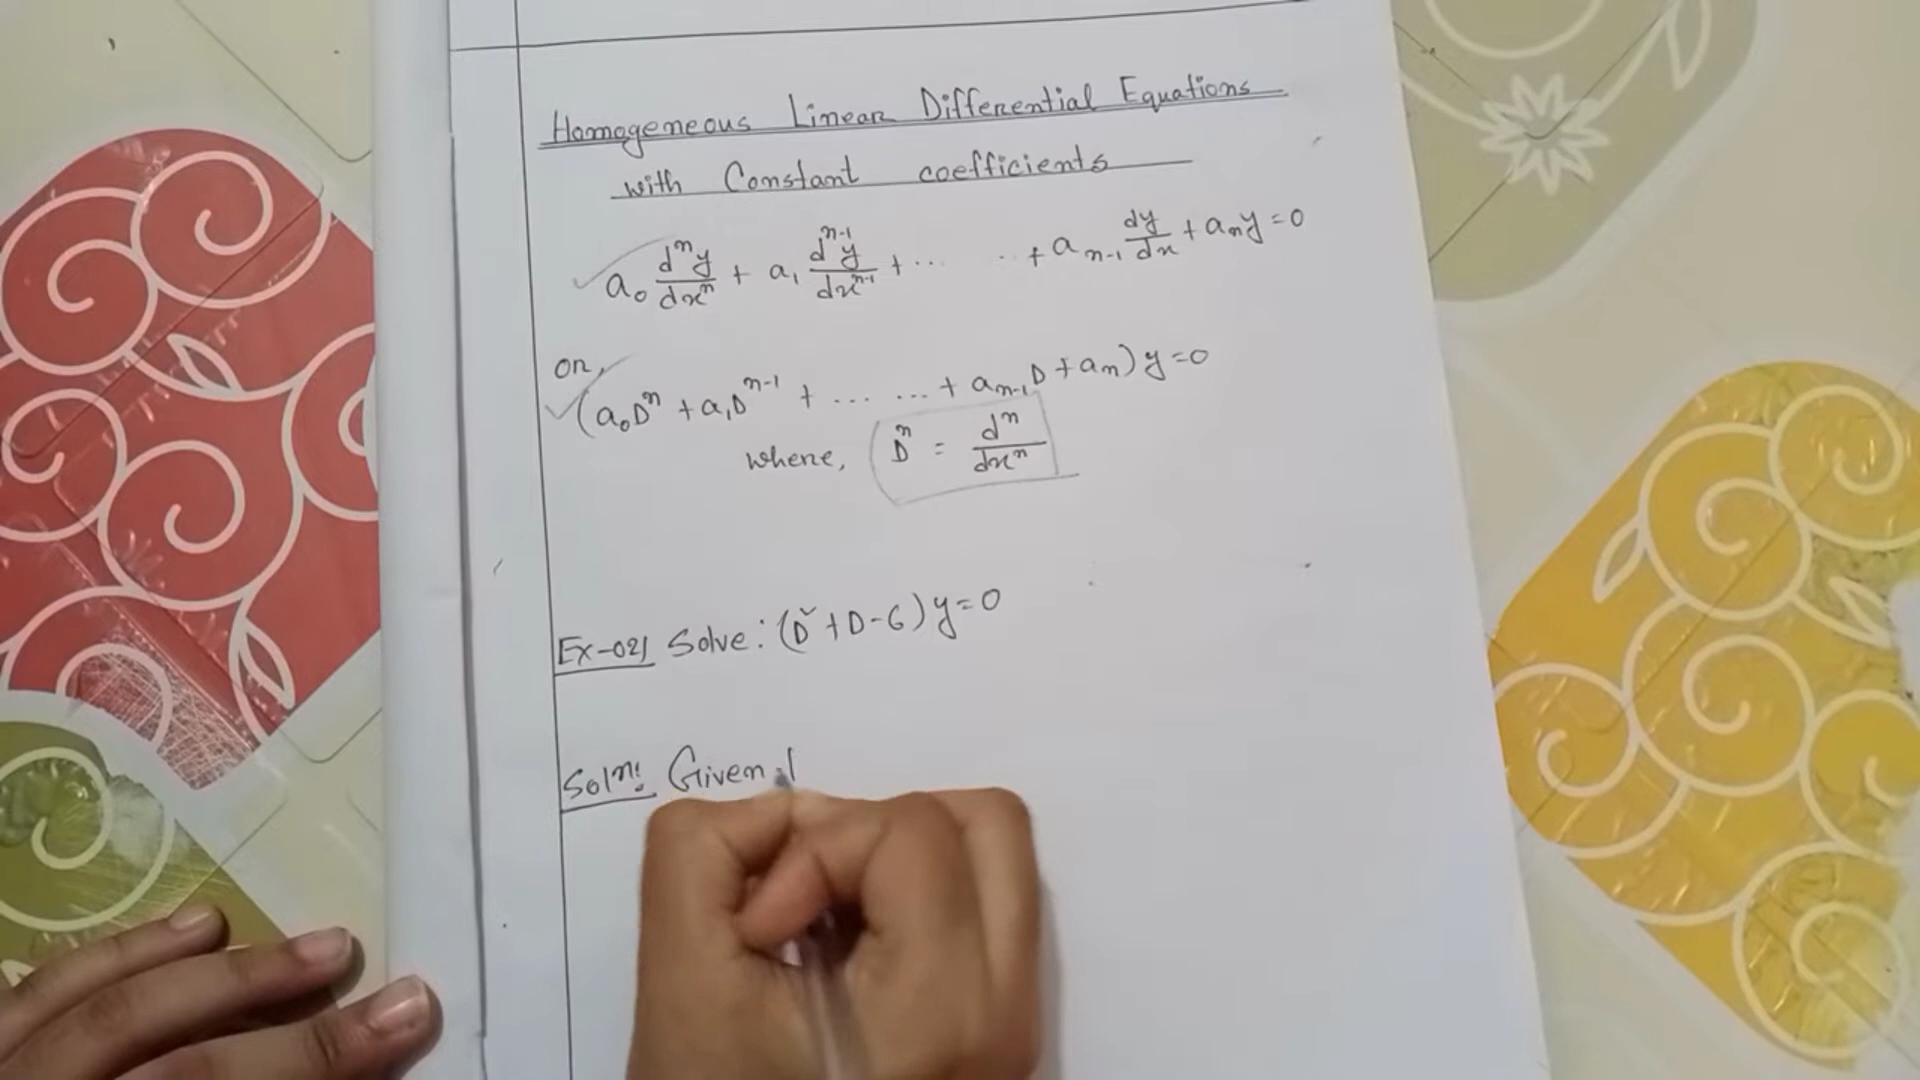 Homogeneous Linear Differential Equations
with Constant coefficients
a₀ dⁿy/dxⁿ + a₁ dⁿ⁻¹y/dxⁿ⁻¹ + ... ... + aₙ₋₁ dy/dx + aₙy = 0
or,
(a₀Dⁿ + a₁Dⁿ⁻¹ + ... ... + aₙ₋₁D + aₙ) y = 0
where, Dⁿ = dⁿ/dxⁿ
Ex-02| Solve: (D² + D - 6) y = 0
Solⁿ: Given